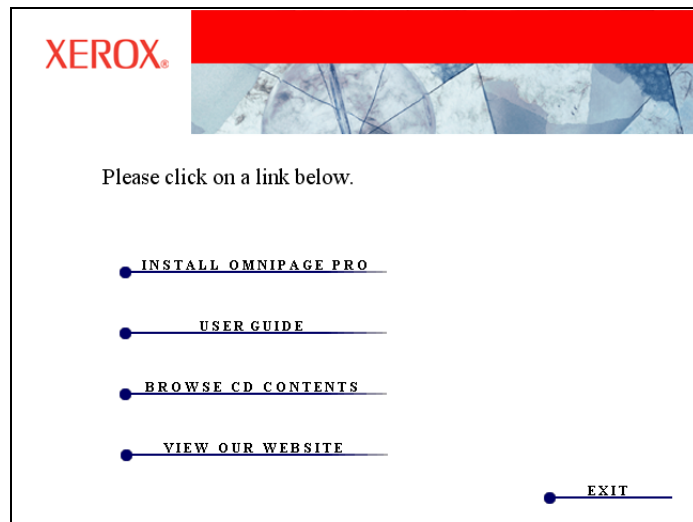 XEROX®
Please click on a link below.
INSTALL OMNIPAGE PRO
USER GUIDE
BROWSE CD CONTENTS
VIEW OUR WEBSITE
EXIT